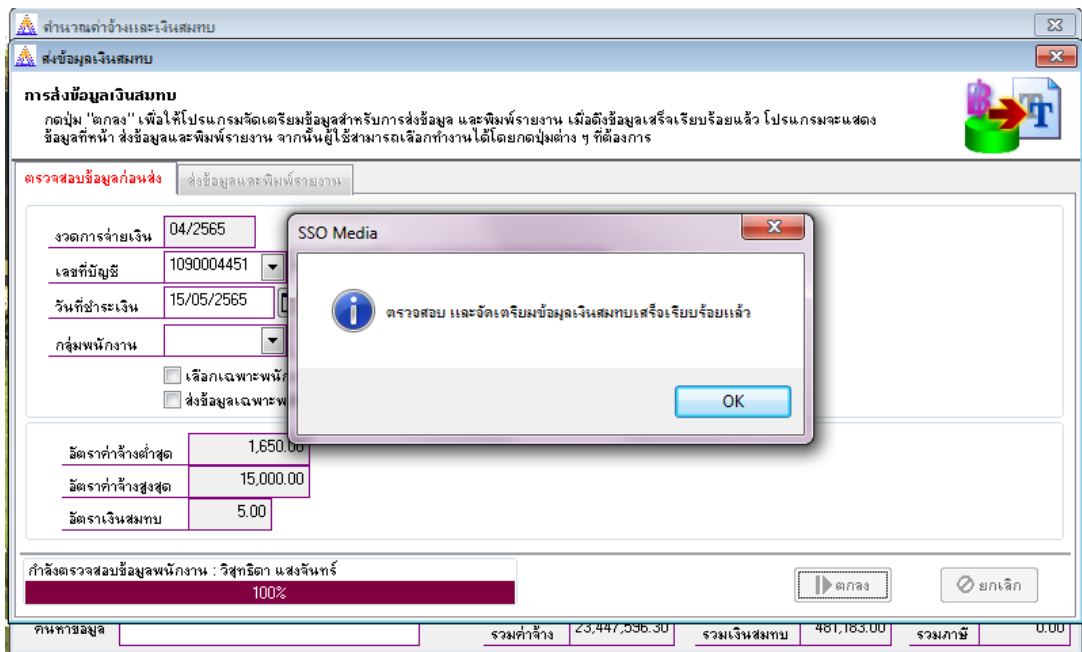 คำนวณค่าจ้างและเงินสมทบ
ส่งข้อมูลเงินสมทบ
การส่งข้อมูลเงินสมทบ
กดปุ่ม "ตกลง" เพื่อให้โปรแกรมจัดเตรียมข้อมูลสำหรับการส่งข้อมูล และพิมพ์รายงาน เมื่อดึงข้อมูลเสร็จเรียบร้อยแล้ว โปรแกรมจะแสดง
ข้อมูลที่หน้า ส่งข้อมูลและพิมพ์รายงาน จากนั้นผู้ใช้สามารถเลือกทำงานได้โดยกดปุ่มต่าง ๆ ที่ต้องการ
ตรวจสอบข้อมูลก่อนส่ง ส่งข้อมูลและพิมพ์รายงาน
งวดการจ่ายเงิน 04/2565
เลขที่บัญชี 1090004451
วันที่ชำระเงิน 15/05/2565
กลุ่มพนักงาน
เลือกเฉพาะพนัก
ส่งข้อมูลเฉพาะพ
SSO Media
ตรวจสอบ และจัดเตรียมข้อมูลเงินสมทบเสร็จเรียบร้อยแล้ว
OK
อัตราค่าจ้างต่ำสุด 1,650.00
อัตราค่าจ้างสูงสุด 15,000.00
อัตราเงินสมทบ 5.00
กำลังตรวจสอบข้อมูลพนักงาน : วิสุทธิดา แสงจันทร์
100%
ตกลง ยกเลิก
ค้นหาข้อมูล รวมค่าจ้าง 23,447,596.30 รวมเงินสมทบ 481,183.00 รวมภาษี 0.00